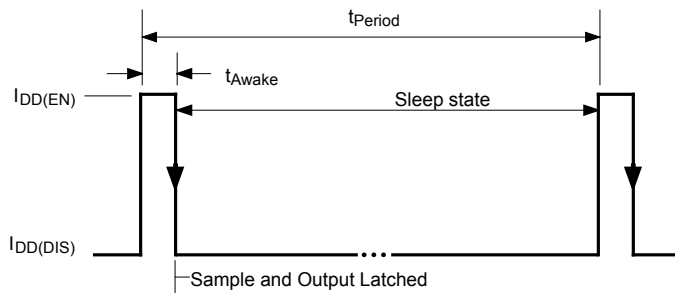 tPeriod
tAwake
IDD(EN)
Sleep state
IDD(DIS)
Sample and Output Latched